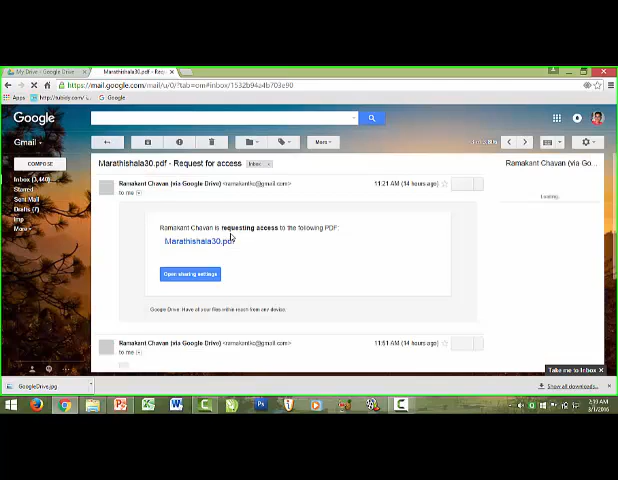 My Drive - Google Drive
Marathishala30.pdf - Req
https://mail.google.com/mail/u/0/?tab=om#inbox/1532b94a4b703e90
Apps
Google
Google
Gmail
More
COMPOSE
Inbox (3,440)
Starred
Sent Mail
Drafts (7)
Imp
More
Marathishala30.pdf - Request for access
Inbox x
Ramakant Chavan (via Google Drive)
11:21 AM (14 hours ago)
to me
Ramakant Chavan is requesting access to the following PDF:
Marathishala30.pdf
Open sharing settings
Google Drive: Have all your files within reach from any device.
Ramakant Chavan (via Google Drive)
11:51 AM (14 hours ago)
to me
Ramakant Chavan (via Go...
Loading...
Take me to Inbox X
GoogleDrive.jpg
Show all downloads...